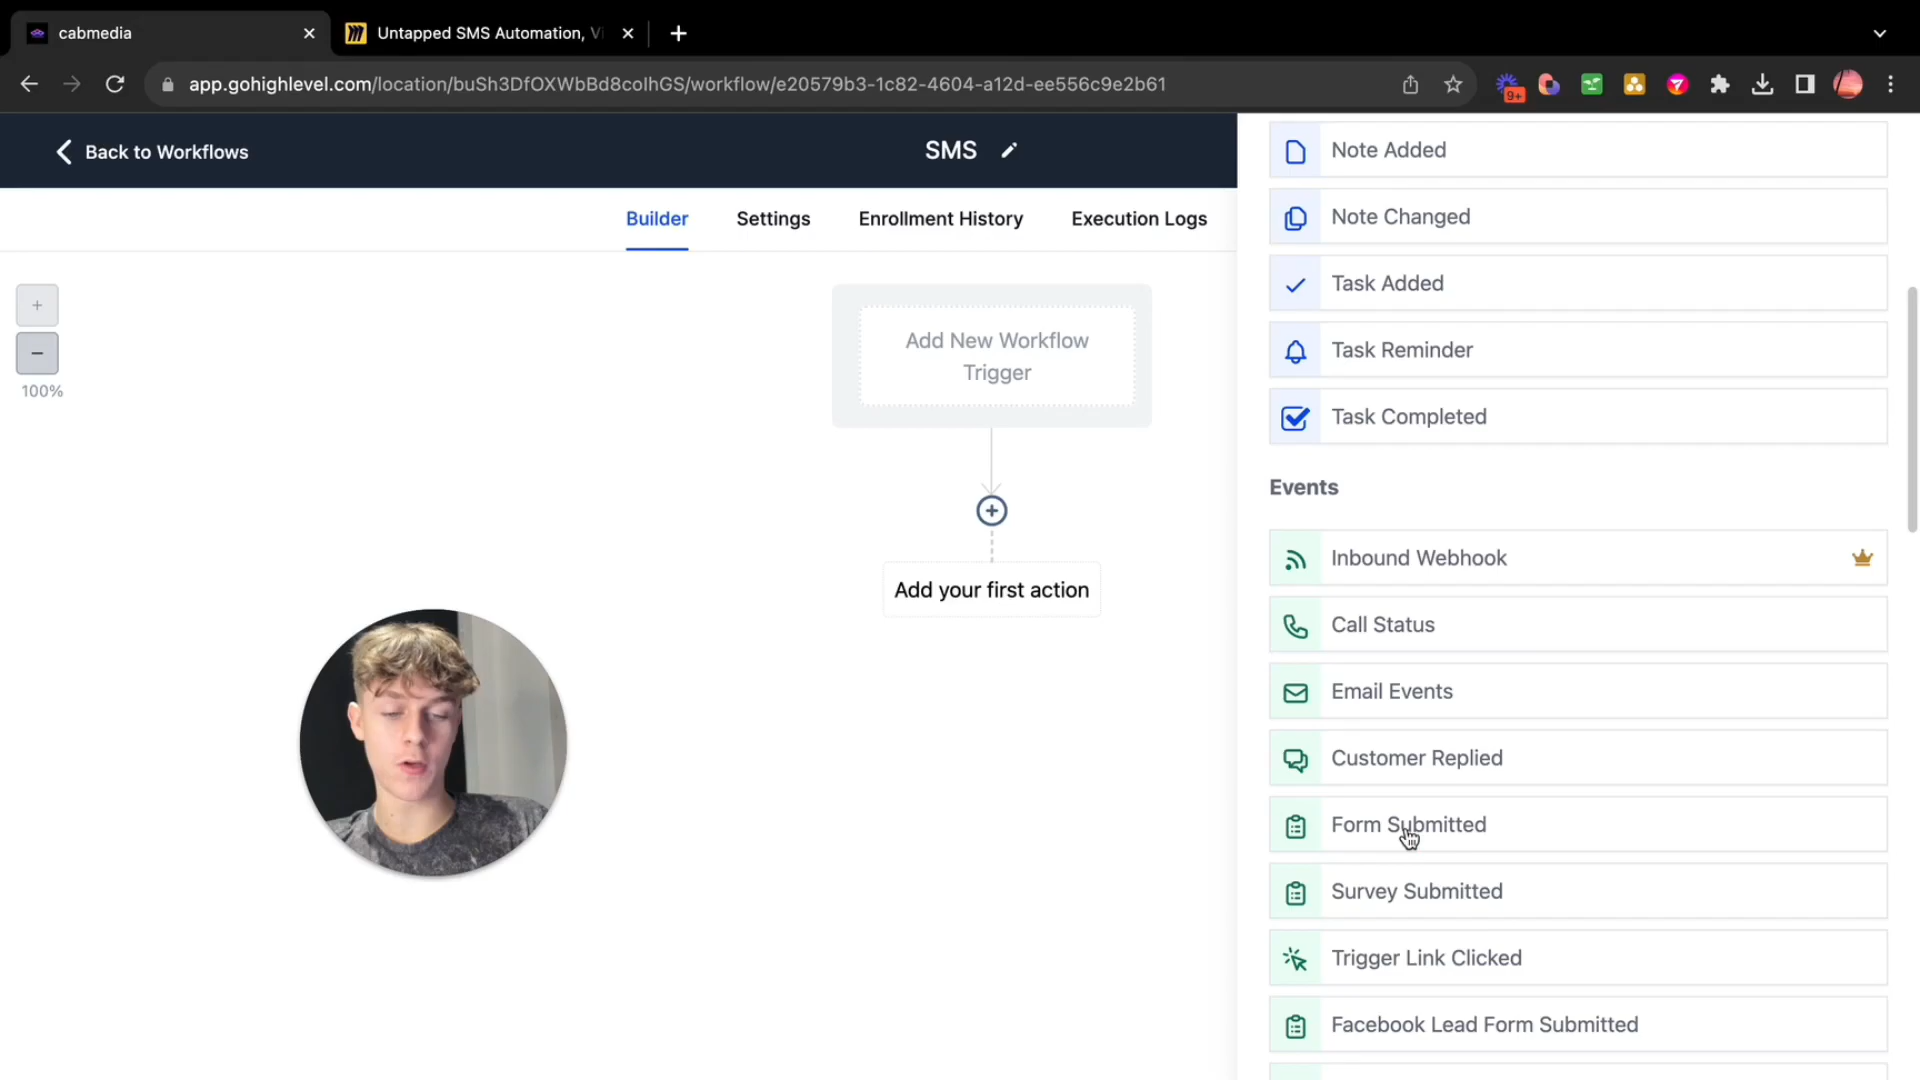 cabmedia
Untapped SMS Automation, Vi
app.gohighlevel.com/location/buSh3DfOXWbBd8coIhGS/workflow/e20579b3-1c82-4604-a12d-ee556c9e2b61
9+
Back to Workflows
SMS
Builder
Settings
Enrollment History
Execution Logs
100%
Add New Workflow
Trigger
Add your first action
Note Added
Note Changed
Task Added
Task Reminder
Task Completed
Events
Inbound Webhook
Call Status
Email Events
Customer Replied
Form Submitted
Survey Submitted
Trigger Link Clicked
Facebook Lead Form Submitted